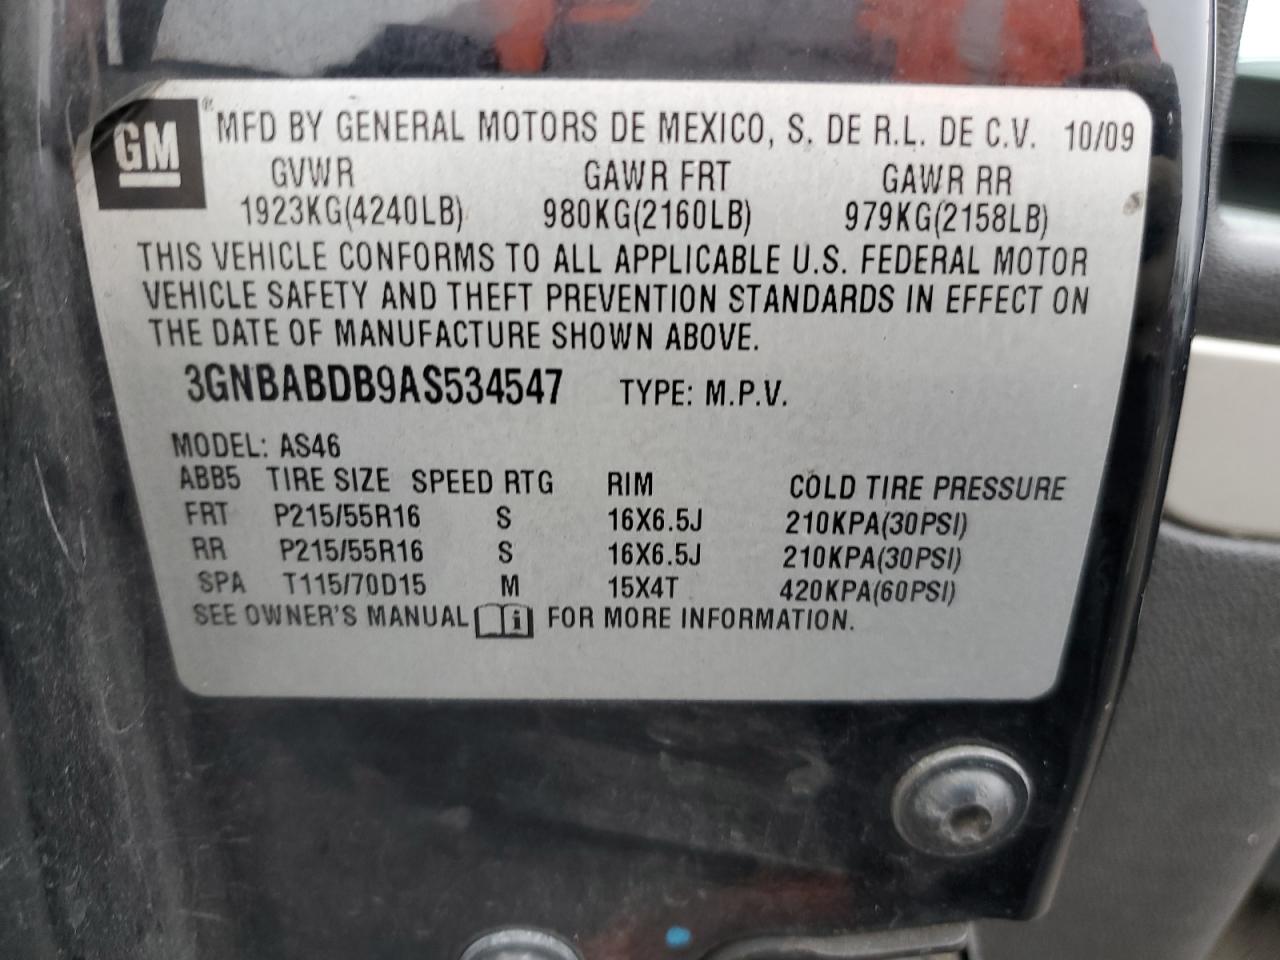 GM ® MFD BY GENERAL MOTORS DE MEXICO, S. DE R.L. DE C.V. 10/09
GVWR GAWR FRT GAWR RR
1923KG(4240LB) 980KG(2160LB) 979KG(2158LB)
THIS VEHICLE CONFORMS TO ALL APPLICABLE U.S. FEDERAL MOTOR
VEHICLE SAFETY AND THEFT PREVENTION STANDARDS IN EFFECT ON
THE DATE OF MANUFACTURE SHOWN ABOVE.
3GNBABDB9AS534547 TYPE: M.P.V.
MODEL: AS46
ABB5 TIRE SIZE SPEED RTG RIM COLD TIRE PRESSURE
FRT P215/55R16 S 16X6.5J 210KPA(30PSI)
RR P215/55R16 S 16X6.5J 210KPA(30PSI)
SPA T115/70D15 M 15X4T 420KPA(60PSI)
SEE OWNER'S MANUAL i FOR MORE INFORMATION.